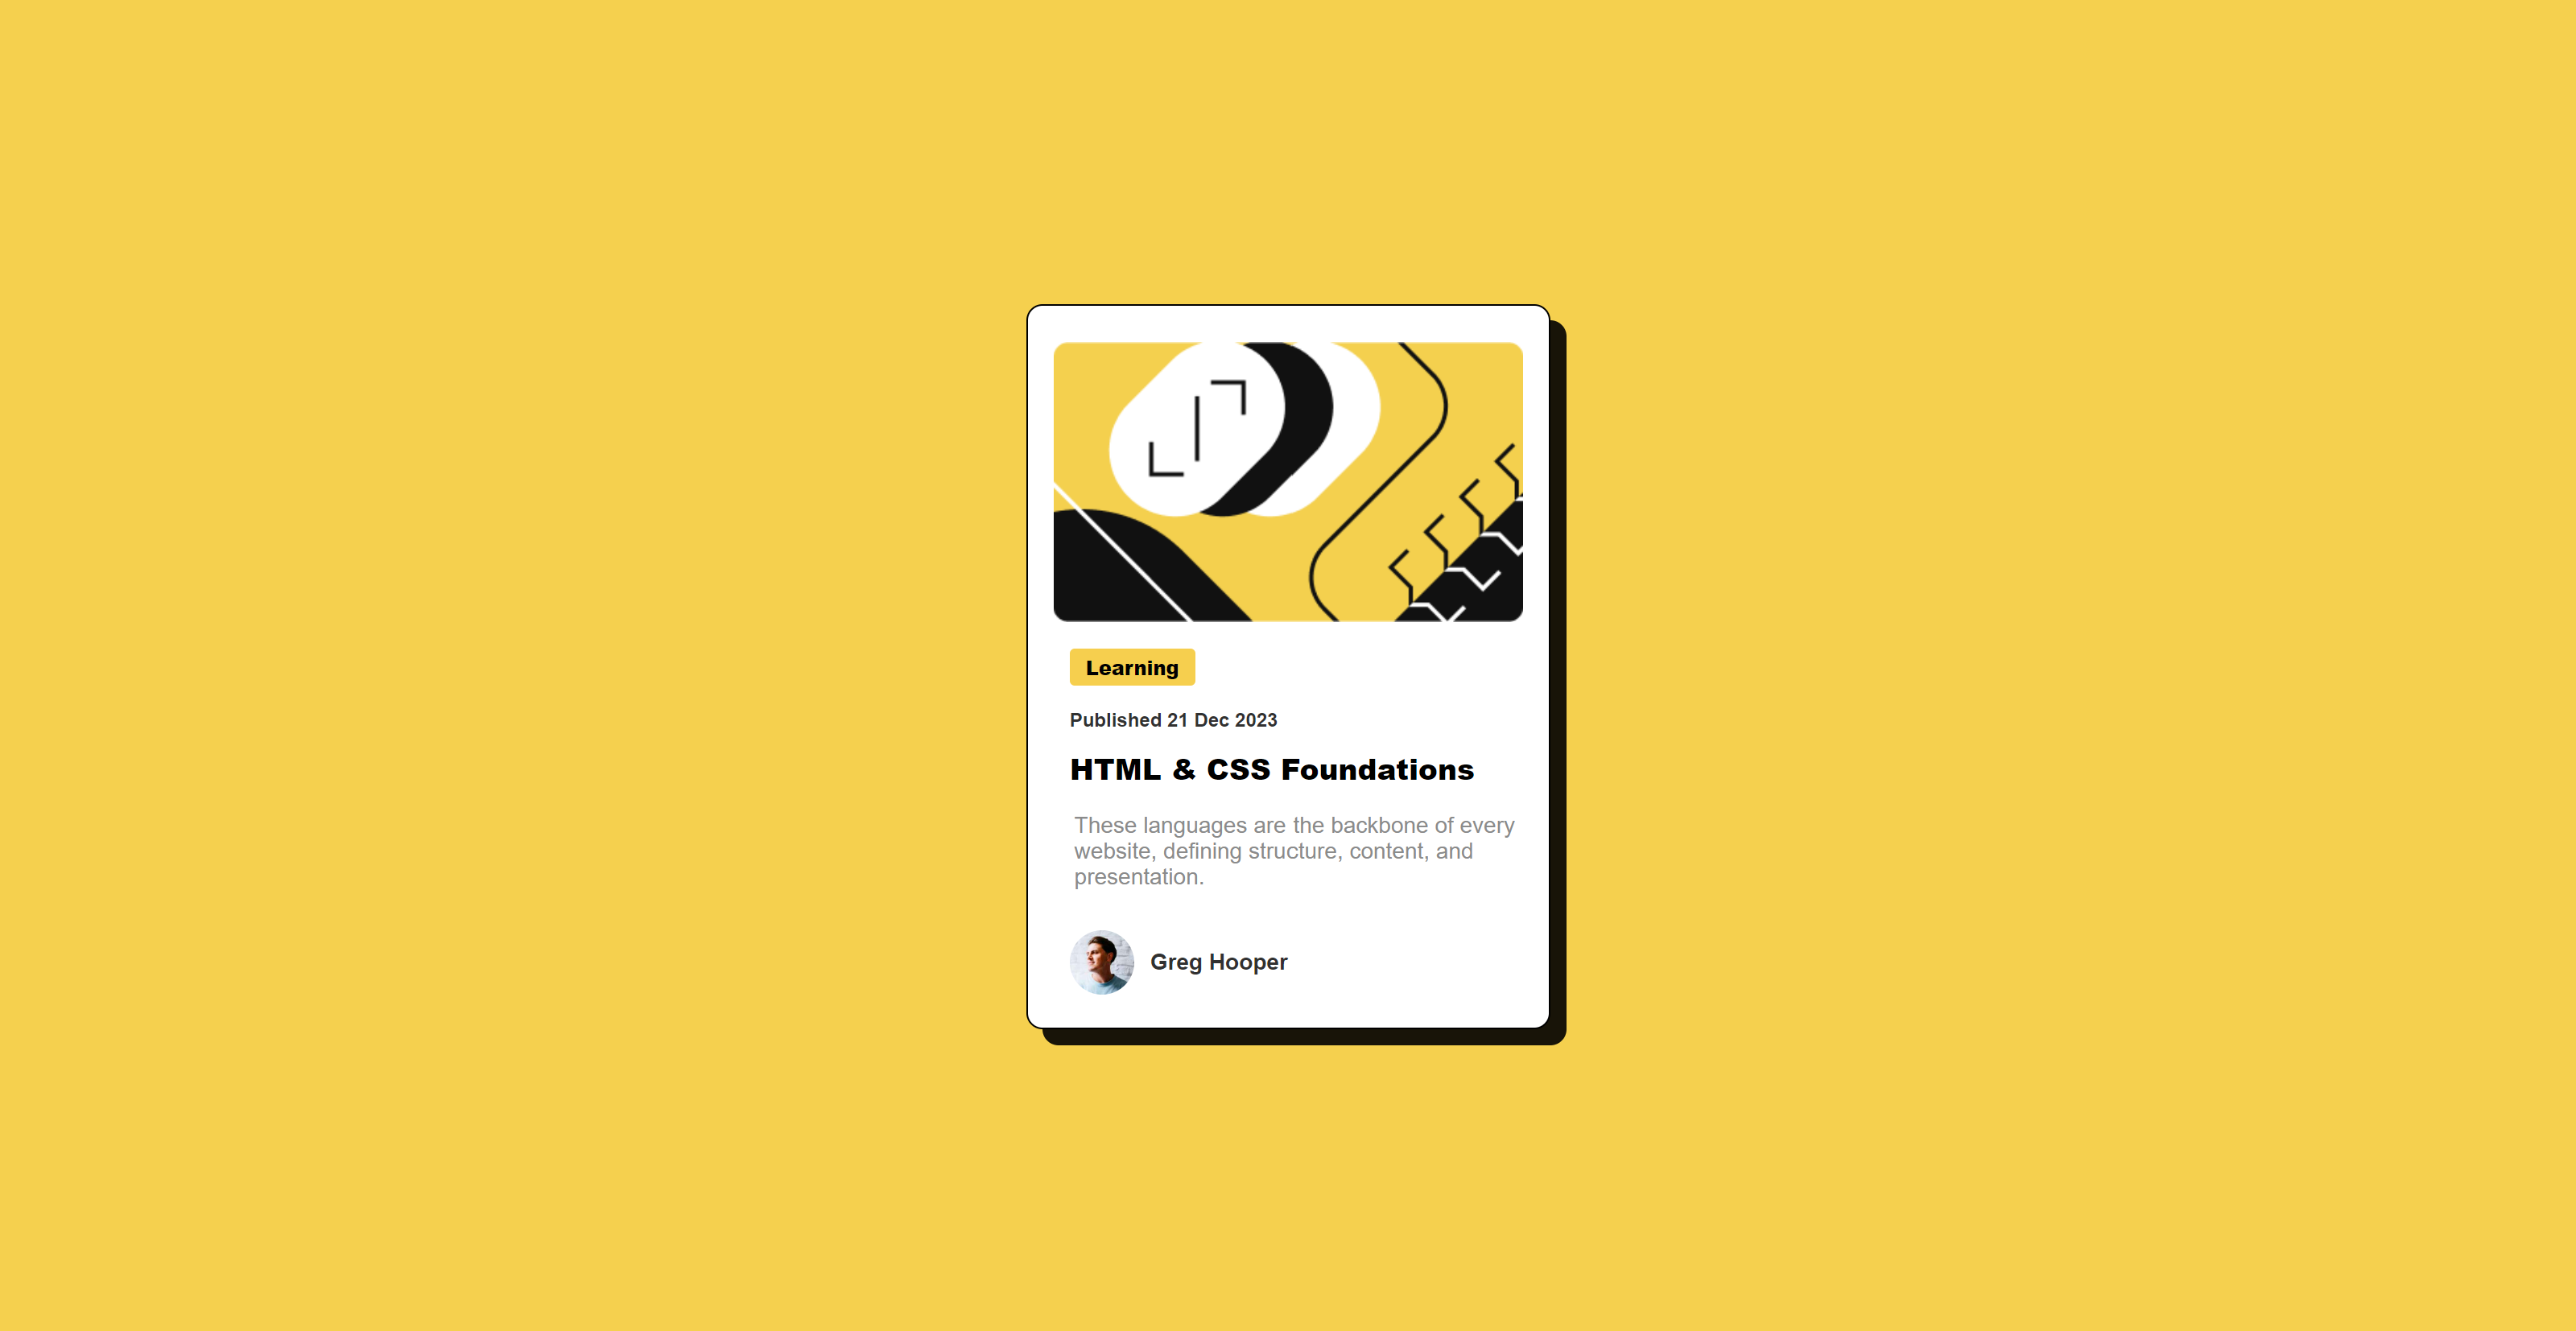 Learning
Published 21 Dec 2023
HTML & CSS Foundations
These languages are the backbone of every
website, defining structure, content, and
presentation.
Greg Hooper